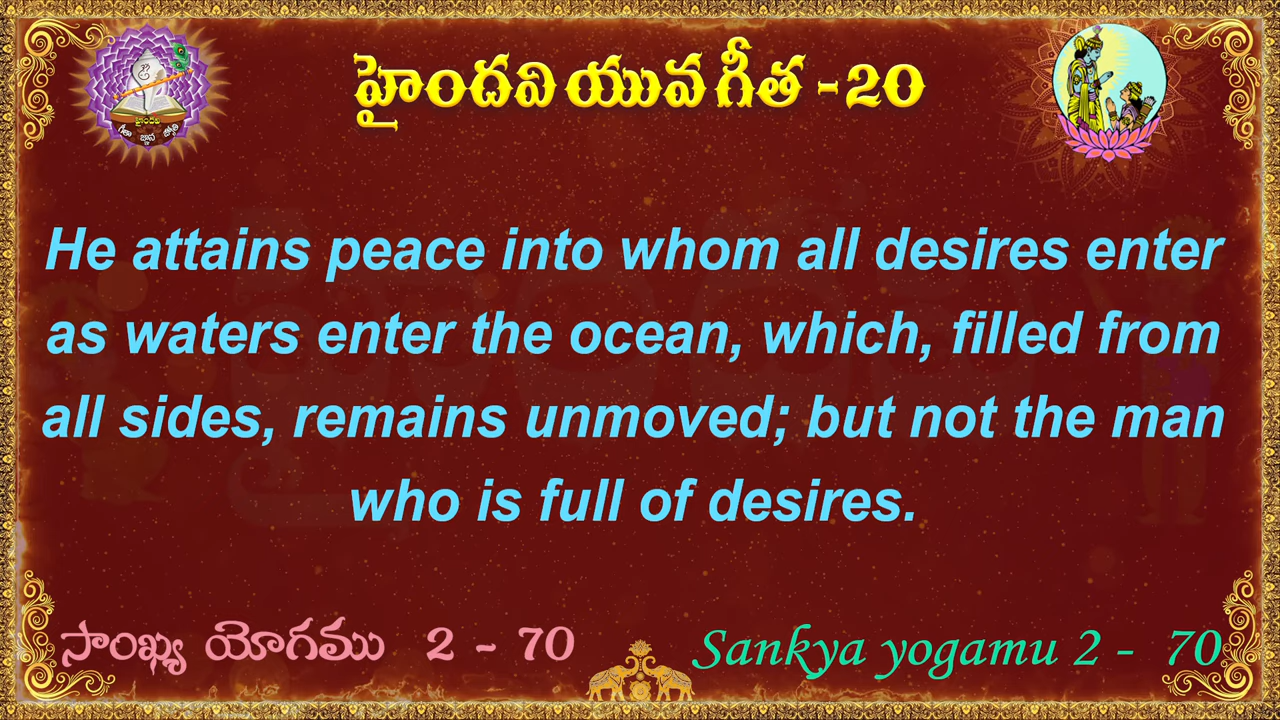 హైందవి యువ గీత - 20
He attains peace into whom all desires enter
as waters enter the ocean, which, filled from
all sides, remains unmoved; but not the man
who is full of desires.
సాంఖ్య యోగము 2 - 70
Sankya yogamu 2 - 70